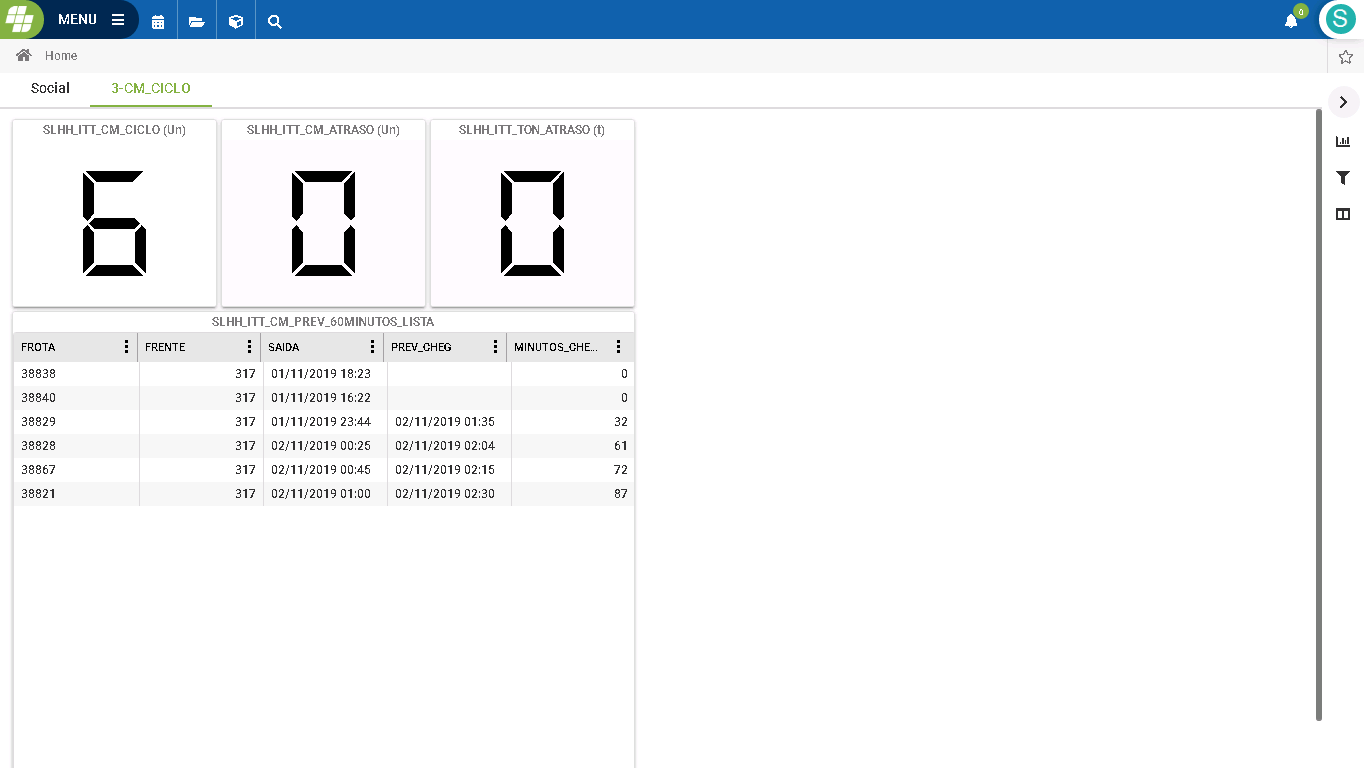 MENU
0
S
Home
Social 3-CM_CICLO
SLHH_ITT_CM_CICLO (Un) SLHH_ITT_CM_ATRASO (Un) SLHH_ITT_TON_ATRASO (t)
6 0 0
SLHH_ITT_CM_PREV_60MINUTOS_LISTA
FROTA FRENTE SAIDA PREV_CHEG MINUTOS_CHE...
38838 317 01/11/2019 18:23 0
38840 317 01/11/2019 16:22 0
38829 317 01/11/2019 23:44 02/11/2019 01:35 32
38828 317 02/11/2019 00:25 02/11/2019 02:04 61
38867 317 02/11/2019 00:45 02/11/2019 02:15 72
38821 317 02/11/2019 01:00 02/11/2019 02:30 87